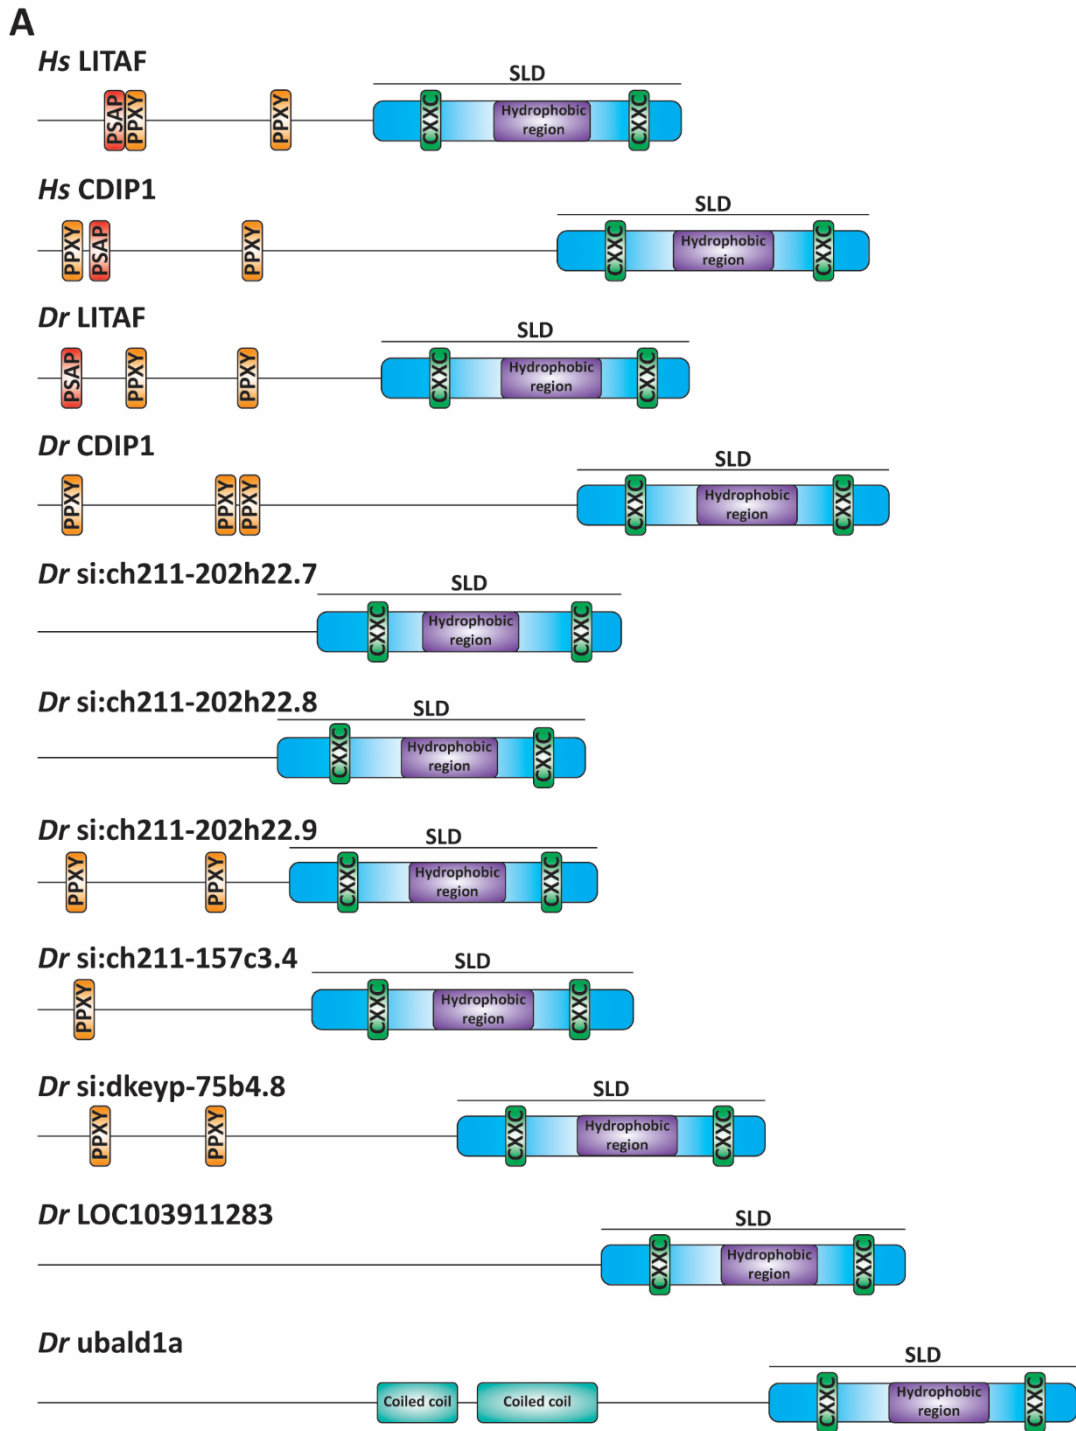 A
Hs LITAF
SLD
PSAP PPXY PPXY CXXC Hydrophobic region CXXC
Hs CDIP1
SLD
PPXY PSAP PPXY CXXC Hydrophobic region CXXC
Dr LITAF
SLD
PSAP PPXY PPXY CXXC Hydrophobic region CXXC
Dr CDIP1
SLD
PPXY PPXY PPXY CXXC Hydrophobic region CXXC
Dr si:ch211-202h22.7
SLD
CXXC Hydrophobic region CXXC
Dr si:ch211-202h22.8
SLD
CXXC Hydrophobic region CXXC
Dr si:ch211-202h22.9
SLD
PPXY PPXY CXXC Hydrophobic region CXXC
Dr si:ch211-157c3.4
SLD
PPXY CXXC Hydrophobic region CXXC
Dr si:dkeyp-75b4.8
SLD
PPXY PPXY CXXC Hydrophobic region CXXC
Dr LOC103911283
SLD
CXXC Hydrophobic region CXXC
Dr ubald1a
SLD
Coiled coil Coiled coil CXXC Hydrophobic region CXXC